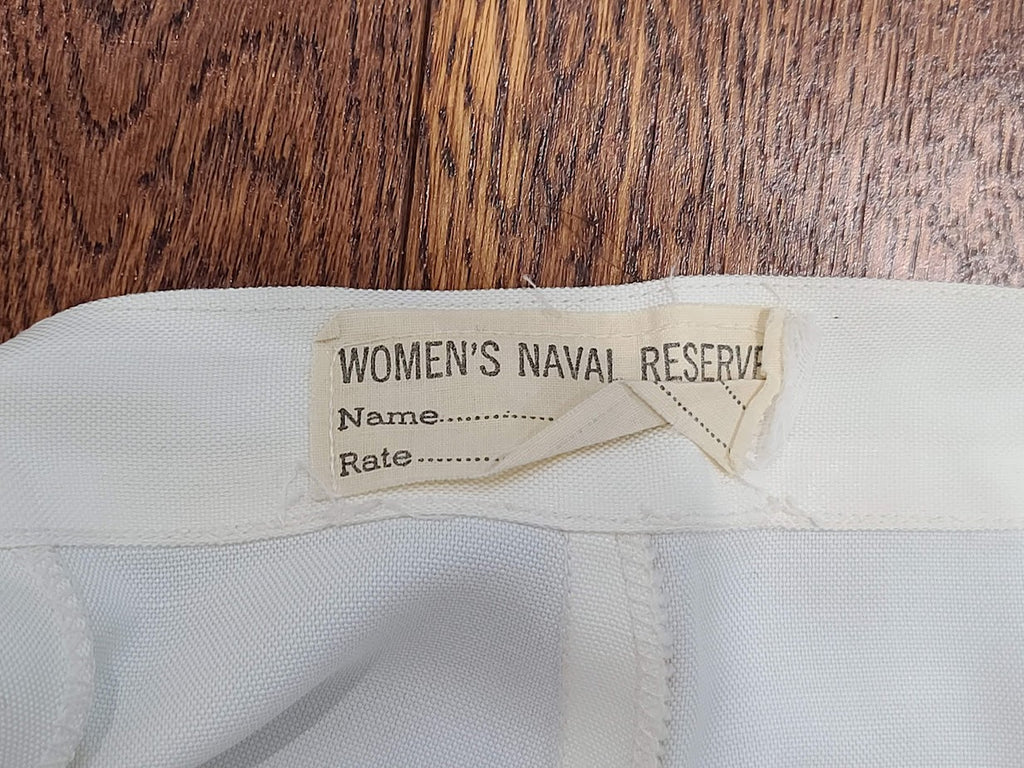 WOMEN'S NAVAL RESERVE
Name..............
Rate..........